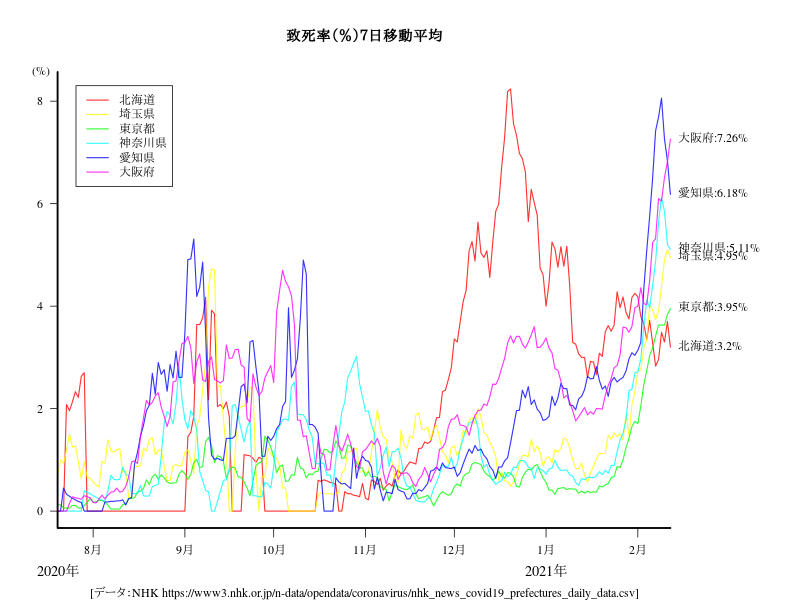 致死率(%)7日移動平均
(%)
8
6
4
2
0
北海道
埼玉県
東京都
神奈川県
愛知県
大阪府
大阪府:7.26%
愛知県:6.18%
神奈川県:5.11%
埼玉県:4.95%
東京都:3.95%
北海道:3.2%
8月 9月 10月 11月 12月 1月 2月
2020年 2021年
[データ:NHK https://www3.nhk.or.jp/n-data/opendata/coronavirus/nhk_news_covid19_prefectures_daily_data.csv]